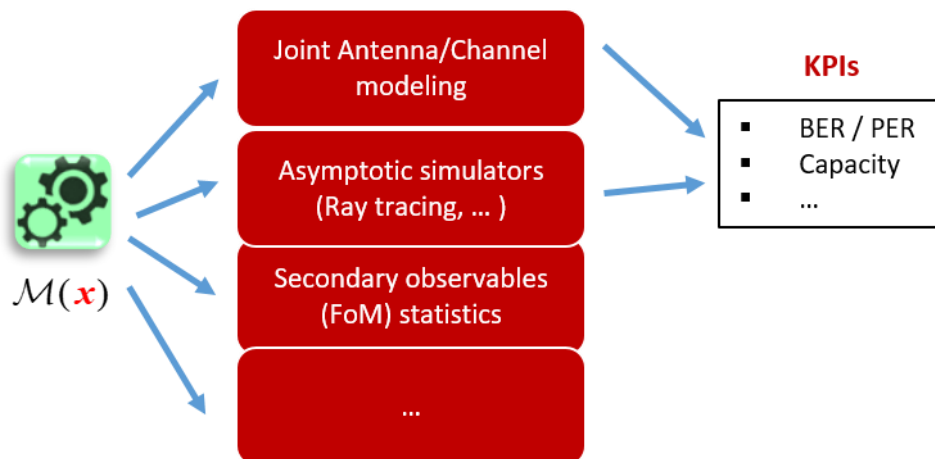 Joint Antenna/Channel
modeling
Asymptotic simulators
(Ray tracing, … )
Secondary observables
(FoM) statistics
…
ℳ(x)
KPIs
▪ BER / PER
▪ Capacity
▪ …